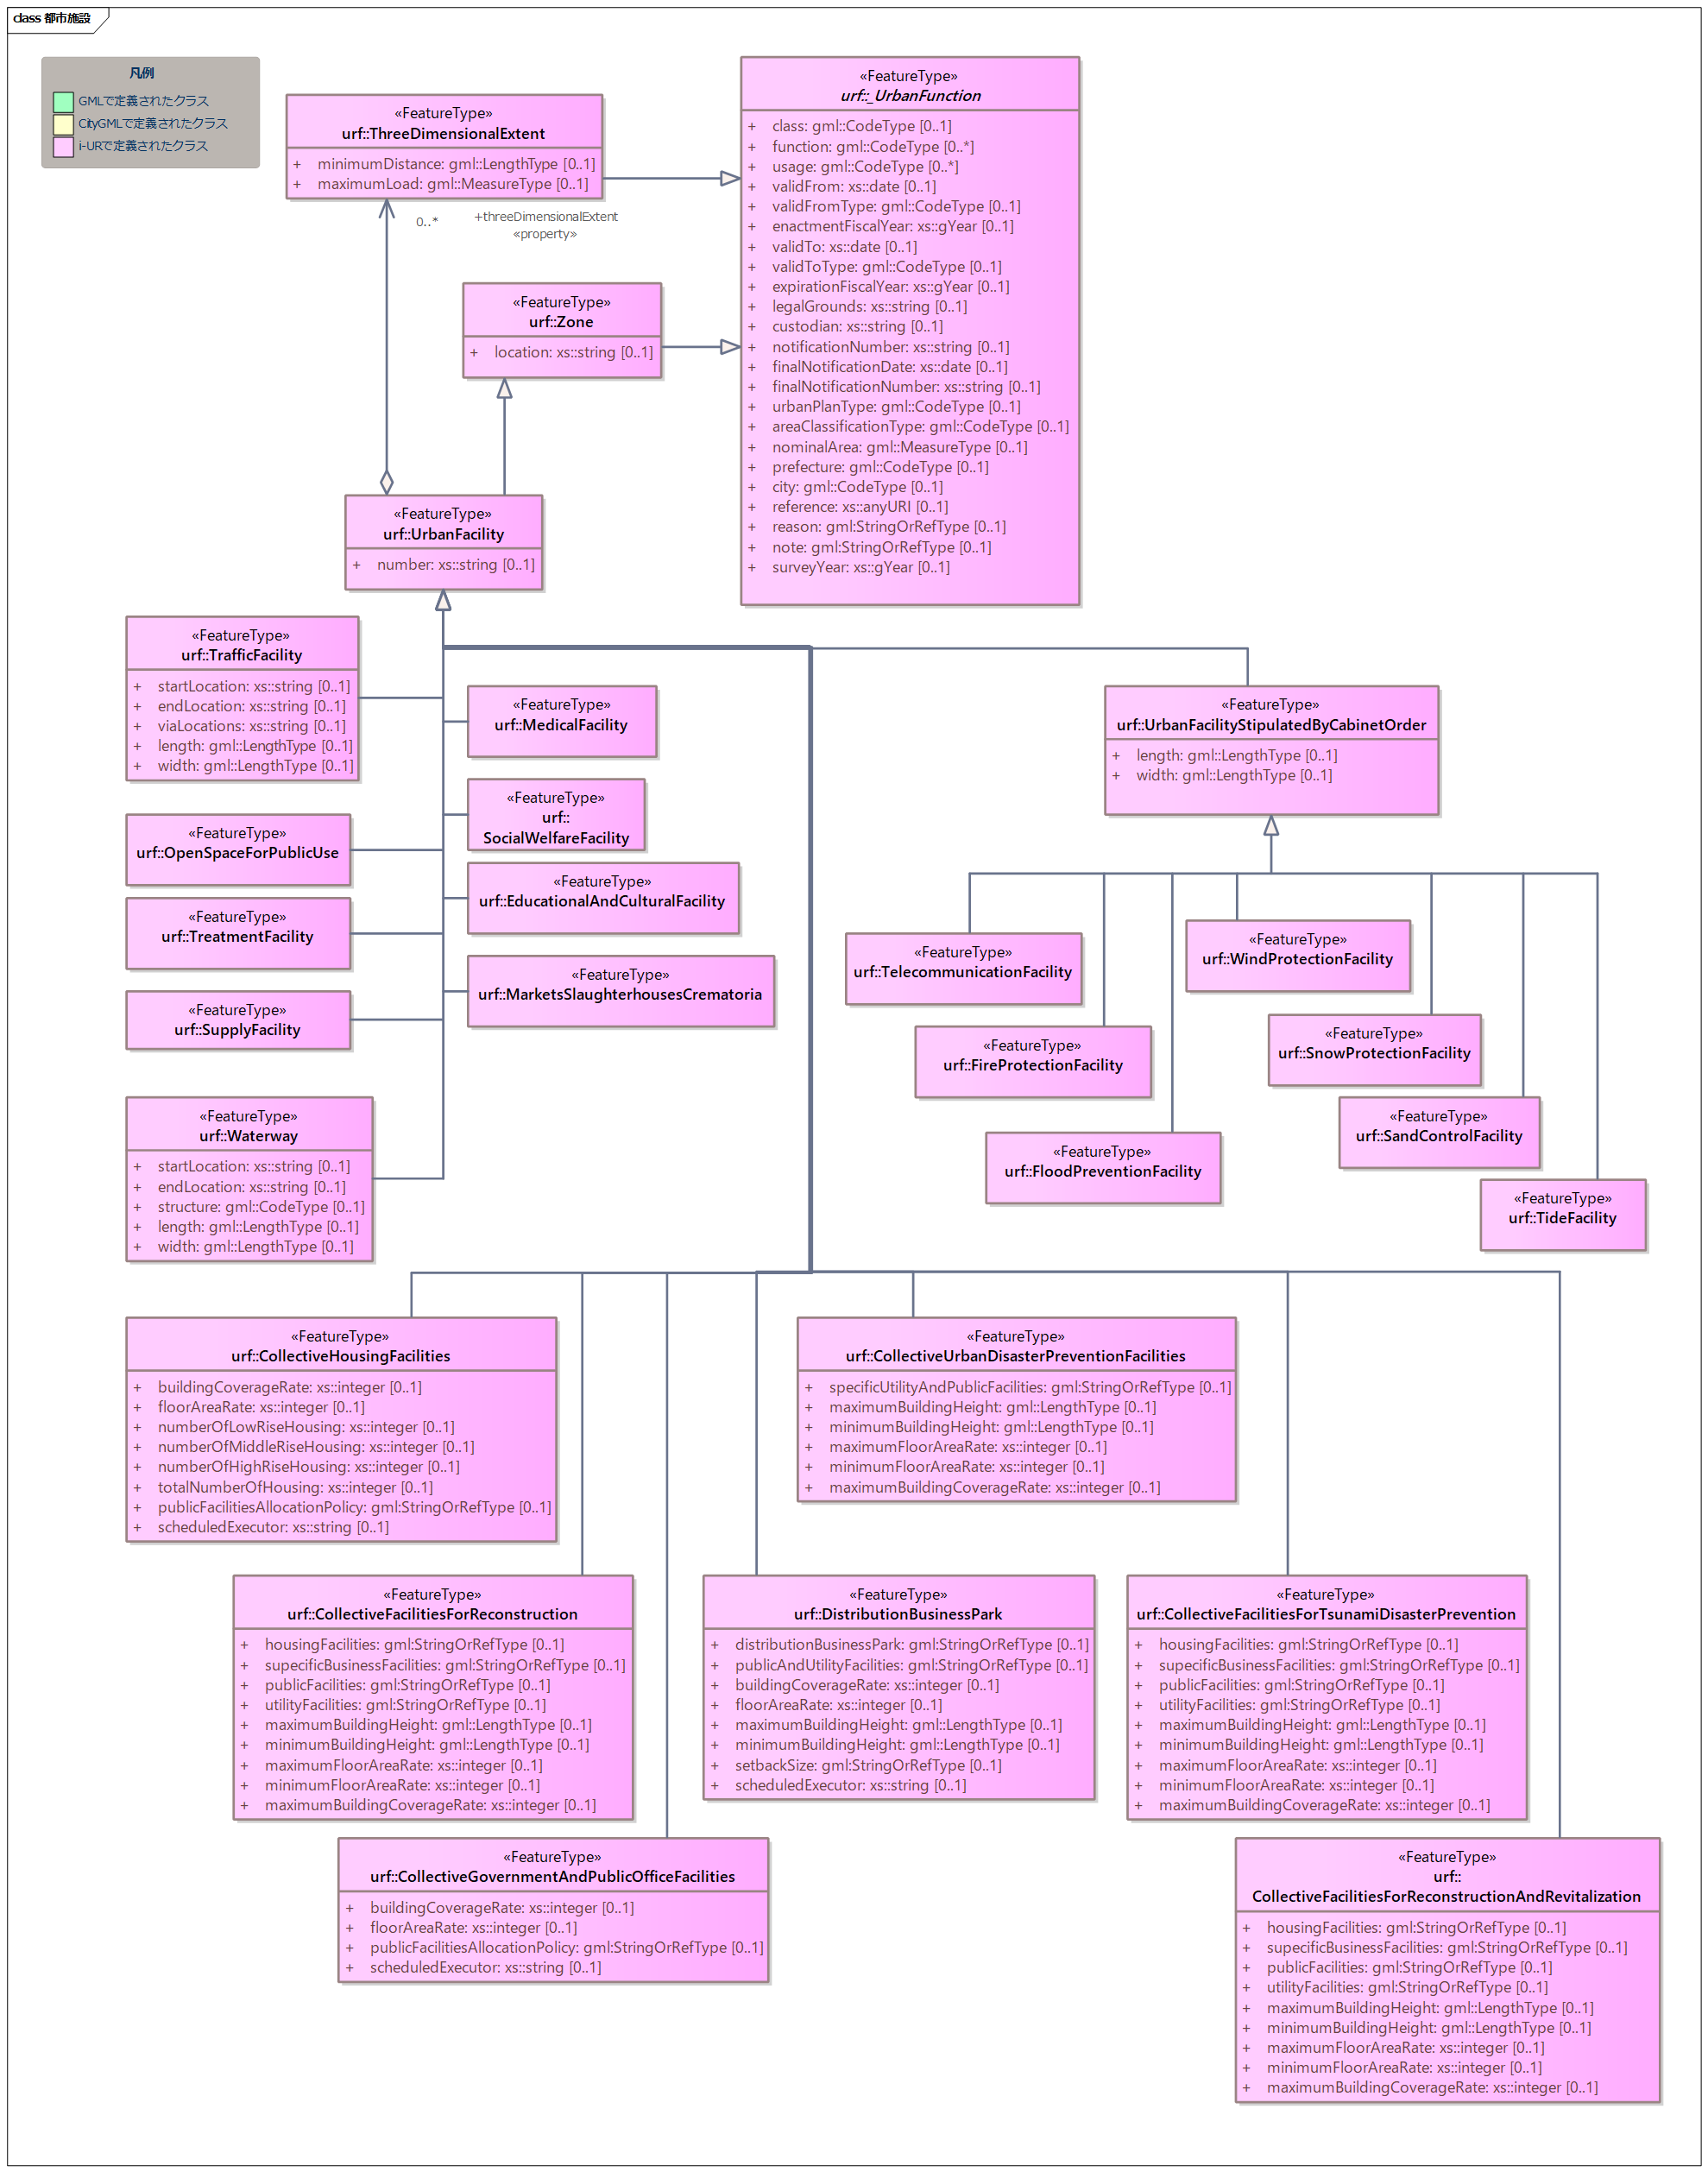 class 都市施設
凡例
GMLで定義されたクラス
CityGMLで定義されたクラス
i-URで定義されたクラス
«FeatureType»
urf::ThreeDimensionalExtent
+ minimumDistance: gml::LengthType [0..1]
+ maximumLoad: gml::MeasureType [0..1]
«FeatureType»
urf::_UrbanFunction
+ class: gml::CodeType [0..1]
+ function: gml::CodeType [0..*]
+ usage: gml::CodeType [0..*]
+ validFrom: xs::date [0..1]
+ validFromType: gml::CodeType [0..1]
+ enactmentFiscalYear: xs::gYear [0..1]
+ validTo: xs::date [0..1]
+ validToType: gml::CodeType [0..1]
+ expirationFiscalYear: xs::gYear [0..1]
+ legalGrounds: xs::string [0..1]
+ custodian: xs::string [0..1]
+ notificationNumber: xs::string [0..1]
+ finalNotificationDate: xs::date [0..1]
+ finalNotificationNumber: xs::string [0..1]
+ urbanPlanType: gml::CodeType [0..1]
+ areaClassificationType: gml::CodeType [0..1]
+ nominalArea: gml::MeasureType [0..1]
+ prefecture: gml::CodeType [0..1]
+ city: gml::CodeType [0..1]
+ reference: xs::anyURI [0..1]
+ reason: gml:StringOrRefType [0..1]
+ note: gml:StringOrRefType [0..1]
+ surveyYear: xs::gYear [0..1]
0..*
+threeDimensionalExtent
«property»
«FeatureType»
urf::Zone
+ location: xs::string [0..1]
«FeatureType»
urf::UrbanFacility
+ number: xs::string [0..1]
«FeatureType»
urf::TrafficFacility
+ startLocation: xs::string [0..1]
+ endLocation: xs::string [0..1]
+ viaLocations: xs::string [0..1]
+ length: gml::LengthType [0..1]
+ width: gml::LengthType [0..1]
«FeatureType»
urf::MedicalFacility
«FeatureType»
urf::UrbanFacilityStipulatedByCabinetOrder
+ length: gml::LengthType [0..1]
+ width: gml::LengthType [0..1]
«FeatureType»
urf::
SocialWelfareFacility
«FeatureType»
urf::OpenSpaceForPublicUse
«FeatureType»
urf::EducationalAndCulturalFacility
«FeatureType»
urf::TreatmentFacility
«FeatureType»
urf::MarketsSlaughterhousesCrematoria
«FeatureType»
urf::SupplyFacility
«FeatureType»
urf::TelecommunicationFacility
«FeatureType»
urf::WindProtectionFacility
«FeatureType»
urf::FireProtectionFacility
«FeatureType»
urf::SnowProtectionFacility
«FeatureType»
urf::SandControlFacility
«FeatureType»
urf::FloodPreventionFacility
«FeatureType»
urf::TideFacility
«FeatureType»
urf::Waterway
+ startLocation: xs::string [0..1]
+ endLocation: xs::string [0..1]
+ structure: gml::CodeType [0..1]
+ length: gml::LengthType [0..1]
+ width: gml::LengthType [0..1]
«FeatureType»
urf::CollectiveHousingFacilities
+ buildingCoverageRate: xs::integer [0..1]
+ floorAreaRate: xs::integer [0..1]
+ numberOfLowRiseHousing: xs::integer [0..1]
+ numberOfMiddleRiseHousing: xs::integer [0..1]
+ numberOfHighRiseHousing: xs::integer [0..1]
+ totalNumberOfHousing: xs::integer [0..1]
+ publicFacilitiesAllocationPolicy: gml:StringOrRefType [0..1]
+ scheduledExecutor: xs::string [0..1]
«FeatureType»
urf::CollectiveUrbanDisasterPreventionFacilities
+ specificUtilityAndPublicFacilities: gml:StringOrRefType [0..1]
+ maximumBuildingHeight: gml::LengthType [0..1]
+ minimumBuildingHeight: gml::LengthType [0..1]
+ maximumFloorAreaRate: xs::integer [0..1]
+ minimumFloorAreaRate: xs::integer [0..1]
+ maximumBuildingCoverageRate: xs::integer [0..1]
«FeatureType»
urf::CollectiveFacilitiesForReconstruction
+ housingFacilities: gml:StringOrRefType [0..1]
+ supecificBusinessFacilities: gml:StringOrRefType [0..1]
+ publicFacilities: gml:StringOrRefType [0..1]
+ utilityFacilities: gml:StringOrRefType [0..1]
+ maximumBuildingHeight: gml::LengthType [0..1]
+ minimumBuildingHeight: gml::LengthType [0..1]
+ maximumFloorAreaRate: xs::integer [0..1]
+ minimumFloorAreaRate: xs::integer [0..1]
+ maximumBuildingCoverageRate: xs::integer [0..1]
«FeatureType»
urf::DistributionBusinessPark
+ distributionBusinessPark: gml:StringOrRefType [0..1]
+ publicAndUtilityFacilities: gml:StringOrRefType [0..1]
+ buildingCoverageRate: xs::integer [0..1]
+ floorAreaRate: xs::integer [0..1]
+ maximumBuildingHeight: gml::LengthType [0..1]
+ minimumBuildingHeight: gml::LengthType [0..1]
+ setbackSize: gml:StringOrRefType [0..1]
+ scheduledExecutor: xs::string [0..1]
«FeatureType»
urf::CollectiveFacilitiesForTsunamiDisasterPrevention
+ housingFacilities: gml:StringOrRefType [0..1]
+ supecificBusinessFacilities: gml:StringOrRefType [0..1]
+ publicFacilities: gml:StringOrRefType [0..1]
+ utilityFacilities: gml:StringOrRefType [0..1]
+ maximumBuildingHeight: gml::LengthType [0..1]
+ minimumBuildingHeight: gml::LengthType [0..1]
+ maximumFloorAreaRate: xs::integer [0..1]
+ minimumFloorAreaRate: xs::integer [0..1]
+ maximumBuildingCoverageRate: xs::integer [0..1]
«FeatureType»
urf::CollectiveGovernmentAndPublicOfficeFacilities
+ buildingCoverageRate: xs::integer [0..1]
+ floorAreaRate: xs::integer [0..1]
+ publicFacilitiesAllocationPolicy: gml:StringOrRefType [0..1]
+ scheduledExecutor: xs::string [0..1]
«FeatureType»
urf::
CollectiveFacilitiesForReconstructionAndRevitalization
+ housingFacilities: gml:StringOrRefType [0..1]
+ supecificBusinessFacilities: gml:StringOrRefType [0..1]
+ publicFacilities: gml:StringOrRefType [0..1]
+ utilityFacilities: gml:StringOrRefType [0..1]
+ maximumBuildingHeight: gml::LengthType [0..1]
+ minimumBuildingHeight: gml::LengthType [0..1]
+ maximumFloorAreaRate: xs::integer [0..1]
+ minimumFloorAreaRate: xs::integer [0..1]
+ maximumBuildingCoverageRate: xs::integer [0..1]